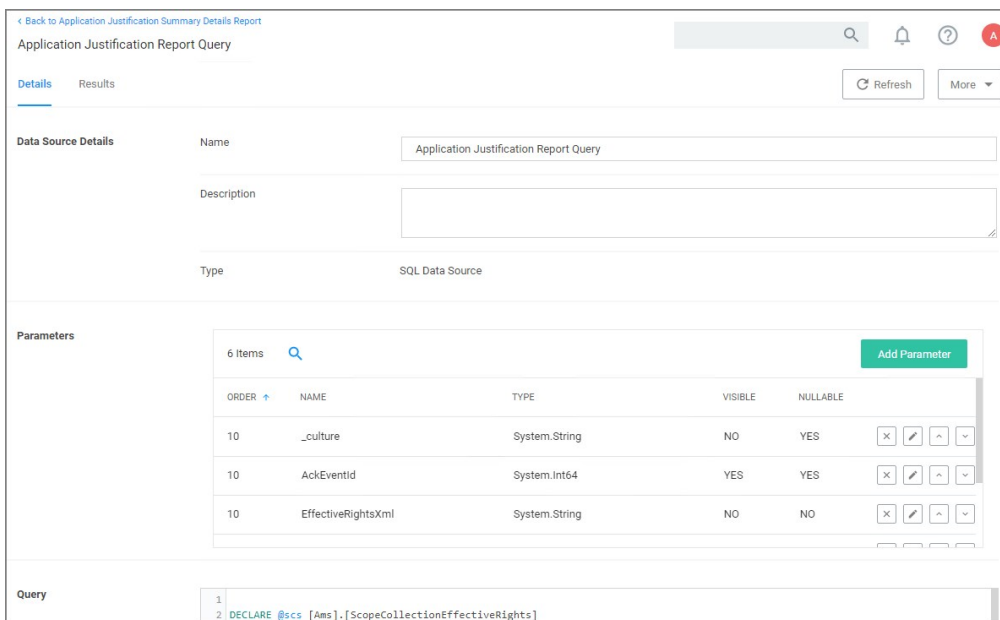 < Back to Application Justification Summary Details Report
Application Justification Report Query
A
Details Results
Refresh More
Data Source Details
Name Application Justification Report Query
Description
Type SQL Data Source
Parameters
6 Items Add Parameter
ORDER ↑ NAME TYPE VISIBLE NULLABLE
10 _culture System.String NO YES
10 AckEventId System.Int64 YES YES
10 EffectiveRightsXml System.String NO NO
Query
1
2 DECLARE @scs [Ams].[ScopeCollectionEffectiveRights]